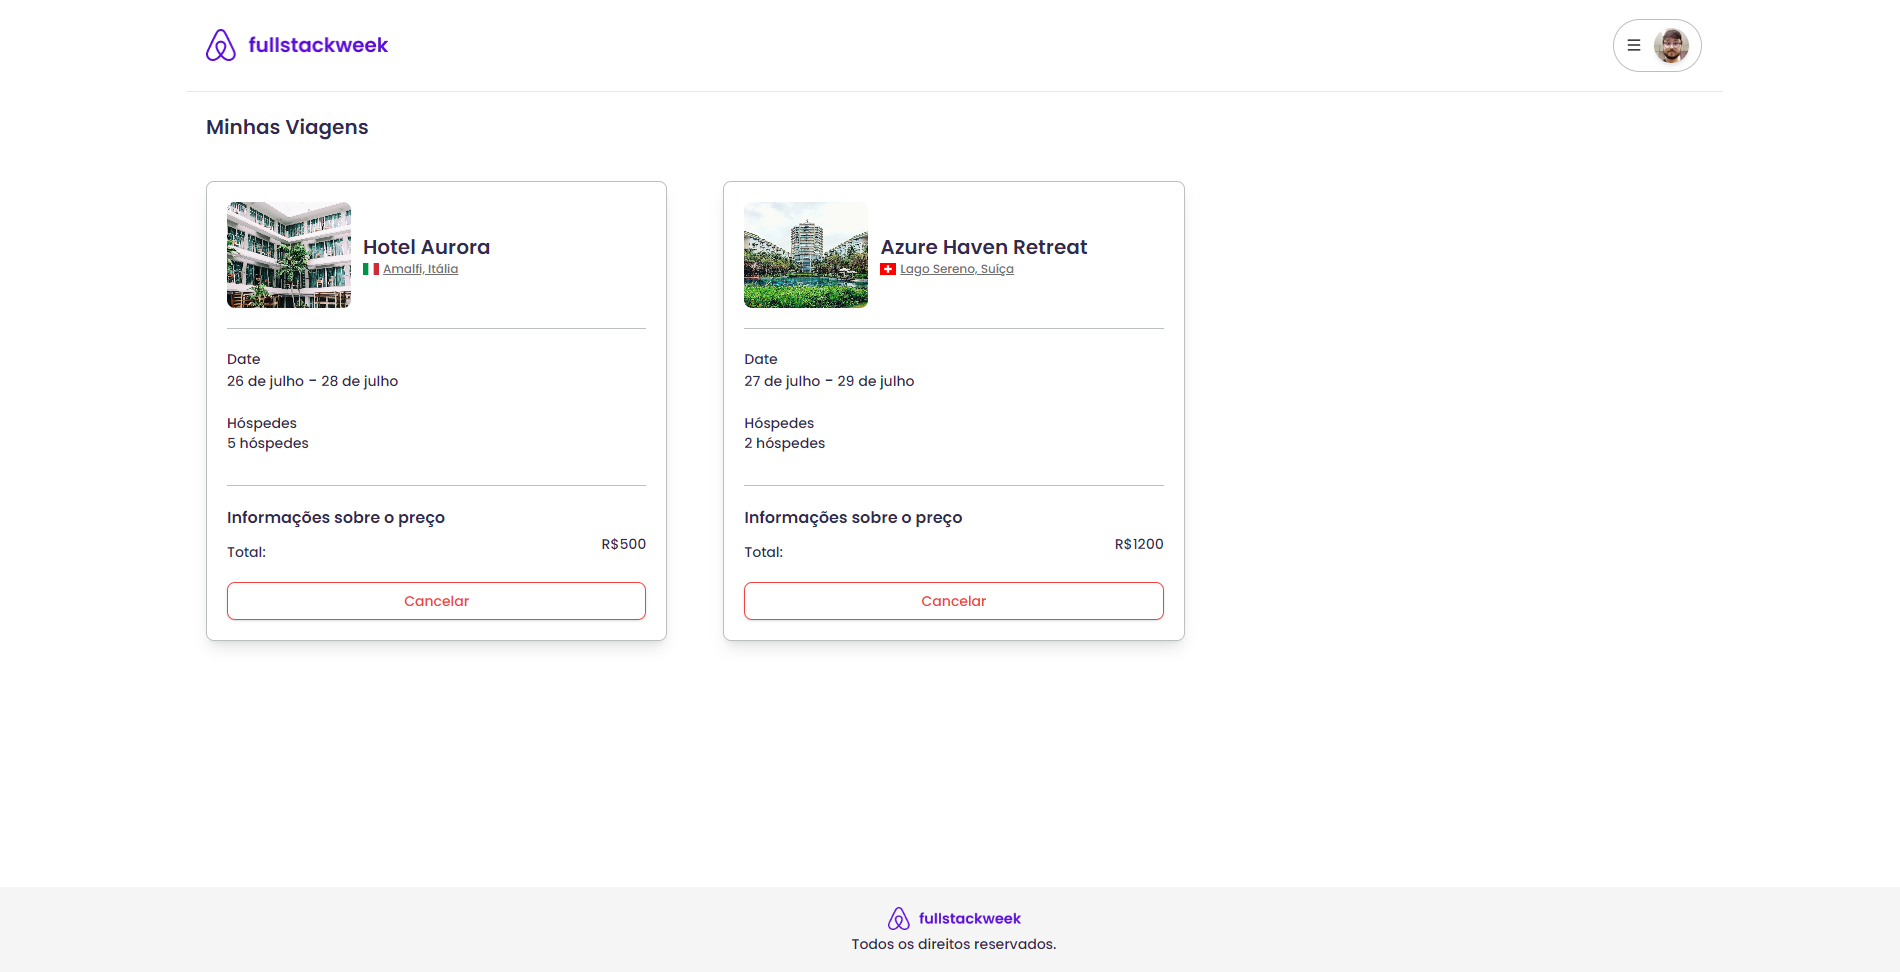 fullstackweek
Minhas Viagens
Hotel Aurora
Amalfi, Itália
Date
26 de julho - 28 de julho
Hóspedes
5 hóspedes
Informações sobre o preço
Total:
R$500
Cancelar
Azure Haven Retreat
Lago Sereno, Suíça
Date
27 de julho - 29 de julho
Hóspedes
2 hóspedes
Informações sobre o preço
Total:
R$1200
Cancelar
fullstackweek
Todos os direitos reservados.